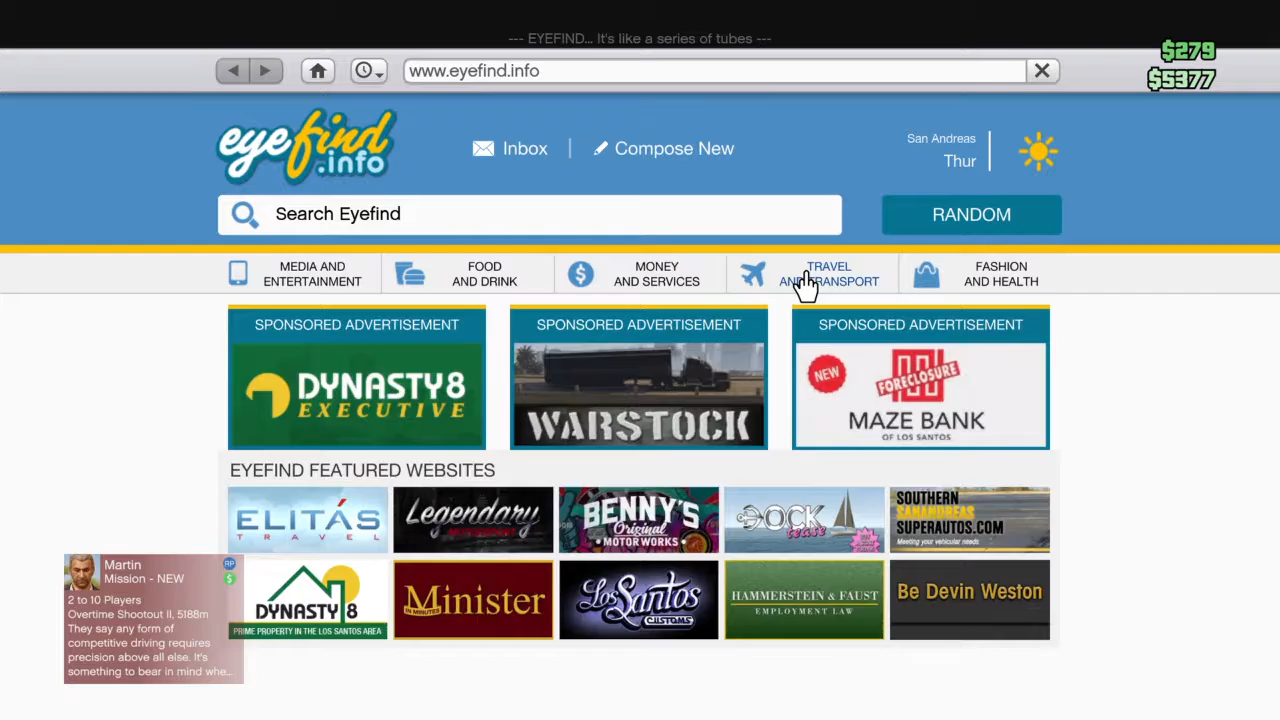 --- EYEFIND... It's like a series of tubes ---
$279
$5377
www.eyefind.info
eyefind
.info
Inbox
Compose New
San Andreas
Thur
Search Eyefind
RANDOM
MEDIA AND
ENTERTAINMENT
FOOD
AND DRINK
MONEY
AND SERVICES
TRAVEL
AND TRANSPORT
FASHION
AND HEALTH
SPONSORED ADVERTISEMENT
DYNASTY8
EXECUTIVE
SPONSORED ADVERTISEMENT
WARSTOCK
SPONSORED ADVERTISEMENT
NEW
FORECLOSURE
MAZE BANK
OF LOS SANTOS
EYEFIND FEATURED WEBSITES
ELITÁS
TRAVEL
Legendary
MOTORSPORT
BENNY'S
Original
MOTORWORKS
DOCK
tease
SOUTHERN
SANANDREAS
SUPERAUTOS.COM
Meeting your vehicular needs
DYNASTY 8
PRIME PROPERTY IN THE LOS SANTOS AREA
IN MINUTES
Minister
Los Santos
CUSTOMS
HAMMERSTEIN & FAUST
EMPLOYMENT LAW
Be Devin Weston
Martin
RP
Mission - NEW
$
2 to 10 Players
Overtime Shootout II, 5188m
They say any form of
competitive driving requires
precision above all else. It's
something to bear in mind whe...